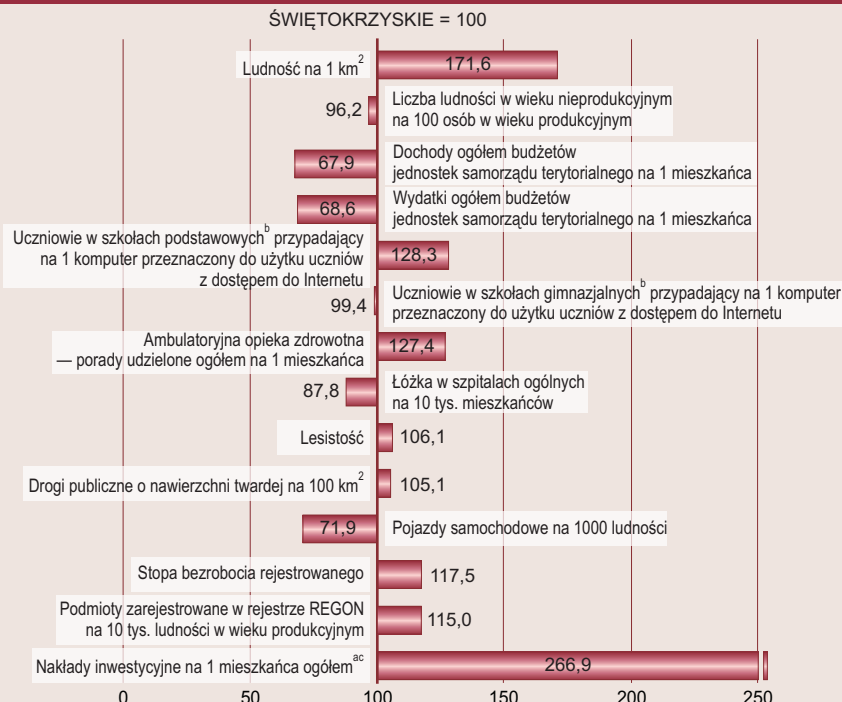 ŚWIĘTOKRZYSKIE = 100
Ludność na 1 km²
171,6
96,2
Liczba ludności w wieku nieprodukcyjnym
na 100 osób w wieku produkcyjnym
67,9
Dochody ogółem budżetów
jednostek samorządu terytorialnego na 1 mieszkańca
68,6
Wydatki ogółem budżetów
jednostek samorządu terytorialnego na 1 mieszkańca
Uczniowie w szkołach podstawowychᵇ przypadający
na 1 komputer przeznaczony do użytku uczniów
z dostępem do Internetu
128,3
99,4
Uczniowie w szkołach gimnazjalnychᵇ przypadający na 1 komputer
przeznaczony do użytku uczniów z dostępem do Internetu
Ambulatoryjna opieka zdrowotna
— porady udzielone ogółem na 1 mieszkańca
127,4
87,8
Łóżka w szpitalach ogólnych
na 10 tys. mieszkańców
Lesistość
106,1
Drogi publiczne o nawierzchni twardej na 100 km²
105,1
71,9
Pojazdy samochodowe na 1000 ludności
Stopa bezrobocia rejestrowanego
117,5
Podmioty zarejestrowane w rejestrze REGON
na 10 tys. ludności w wieku produkcyjnym
115,0
Nakłady inwestycyjne na 1 mieszkańca ogółemᵃᶜ
266,9
0 50 100 150 200 250